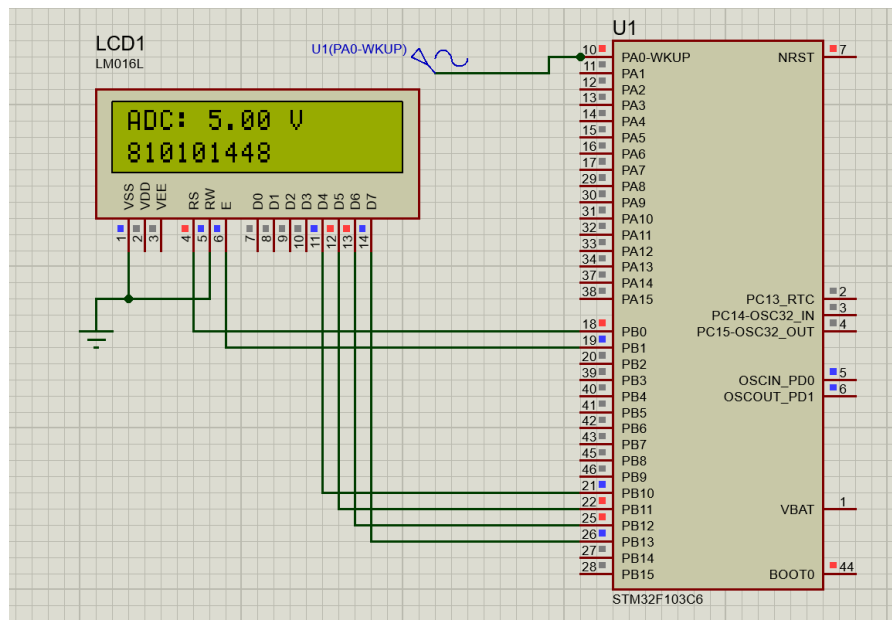 LCD1
LM016L
ADC: 5.00 V
810101448
VSS
VDD
VEE
RS
RW
E
D0
D1
D2
D3
D4
D5
D6
D7
1
2
3
4
5
6
7
8
9
10
11
12
13
14
U1(PA0-WKUP)
U1
10 PA0-WKUP
11 PA1
12 PA2
13 PA3
14 PA4
15 PA5
16 PA6
17 PA7
29 PA8
30 PA9
31 PA10
32 PA11
33 PA12
34 PA13
37 PA14
38 PA15
18 PB0
19 PB1
20 PB2
39 PB3
40 PB4
41 PB5
42 PB6
43 PB7
45 PB8
46 PB9
21 PB10
22 PB11
25 PB12
26 PB13
27 PB14
28 PB15
NRST 7
PC13_RTC 2
PC14-OSC32_IN 3
PC15-OSC32_OUT 4
OSCIN_PD0 5
OSCOUT_PD1 6
VBAT 1
BOOT0 44
STM32F103C6